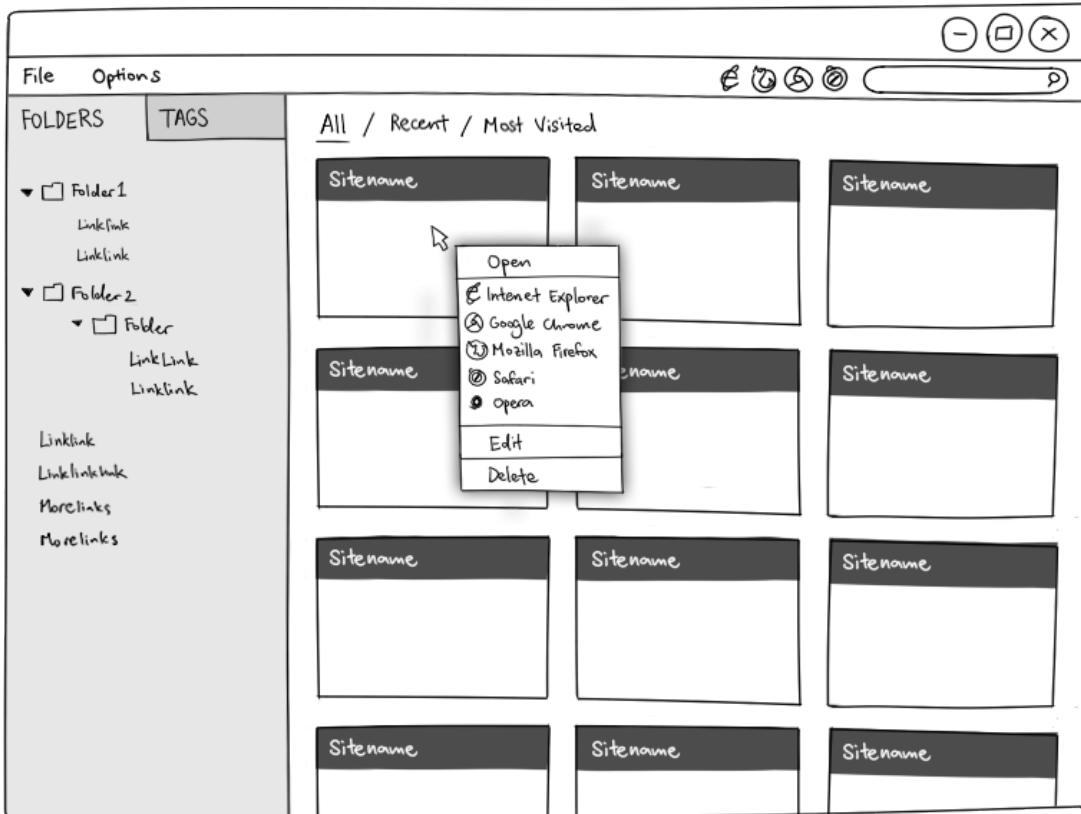 File Options
FOLDERS TAGS
All / Recent / Most Visited
Folder1
Linklink
Linklink
Folder2
Folder
LinkLink
Linklink
Linklink
Linklinklink
Morelinks
Morelinks
Sitename Sitename Sitename
Open
Intenet Explorer
Google Chrome
Mozilla Firefox
Safari
Opera
Edit
Delete
Sitename ename Sitename
Sitename Sitename Sitename
Sitename Sitename Sitename